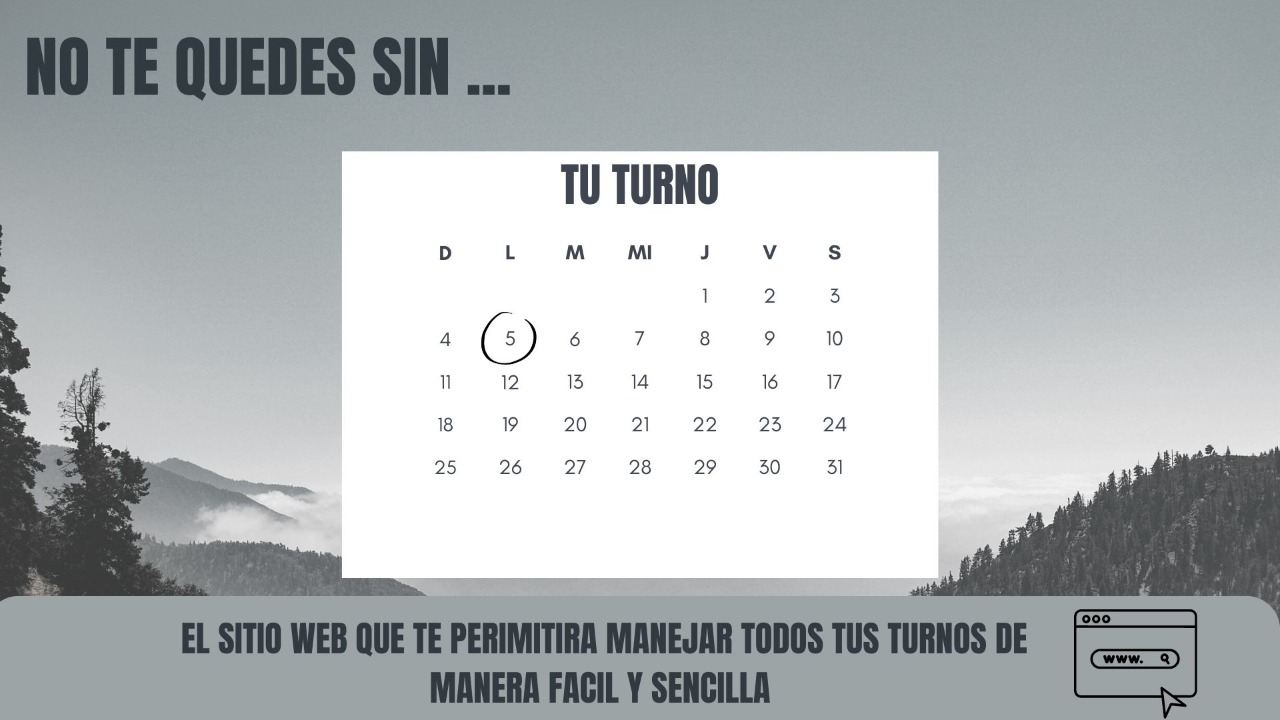 NO TE QUEDES SIN ...
TU TURNO
D L M MI J V S
1 2 3
4 5 6 7 8 9 10
11 12 13 14 15 16 17
18 19 20 21 22 23 24
25 26 27 28 29 30 31
EL SITIO WEB QUE TE PERIMITIRA MANEJAR TODOS TUS TURNOS DE
MANERA FACIL Y SENCILLA
www.